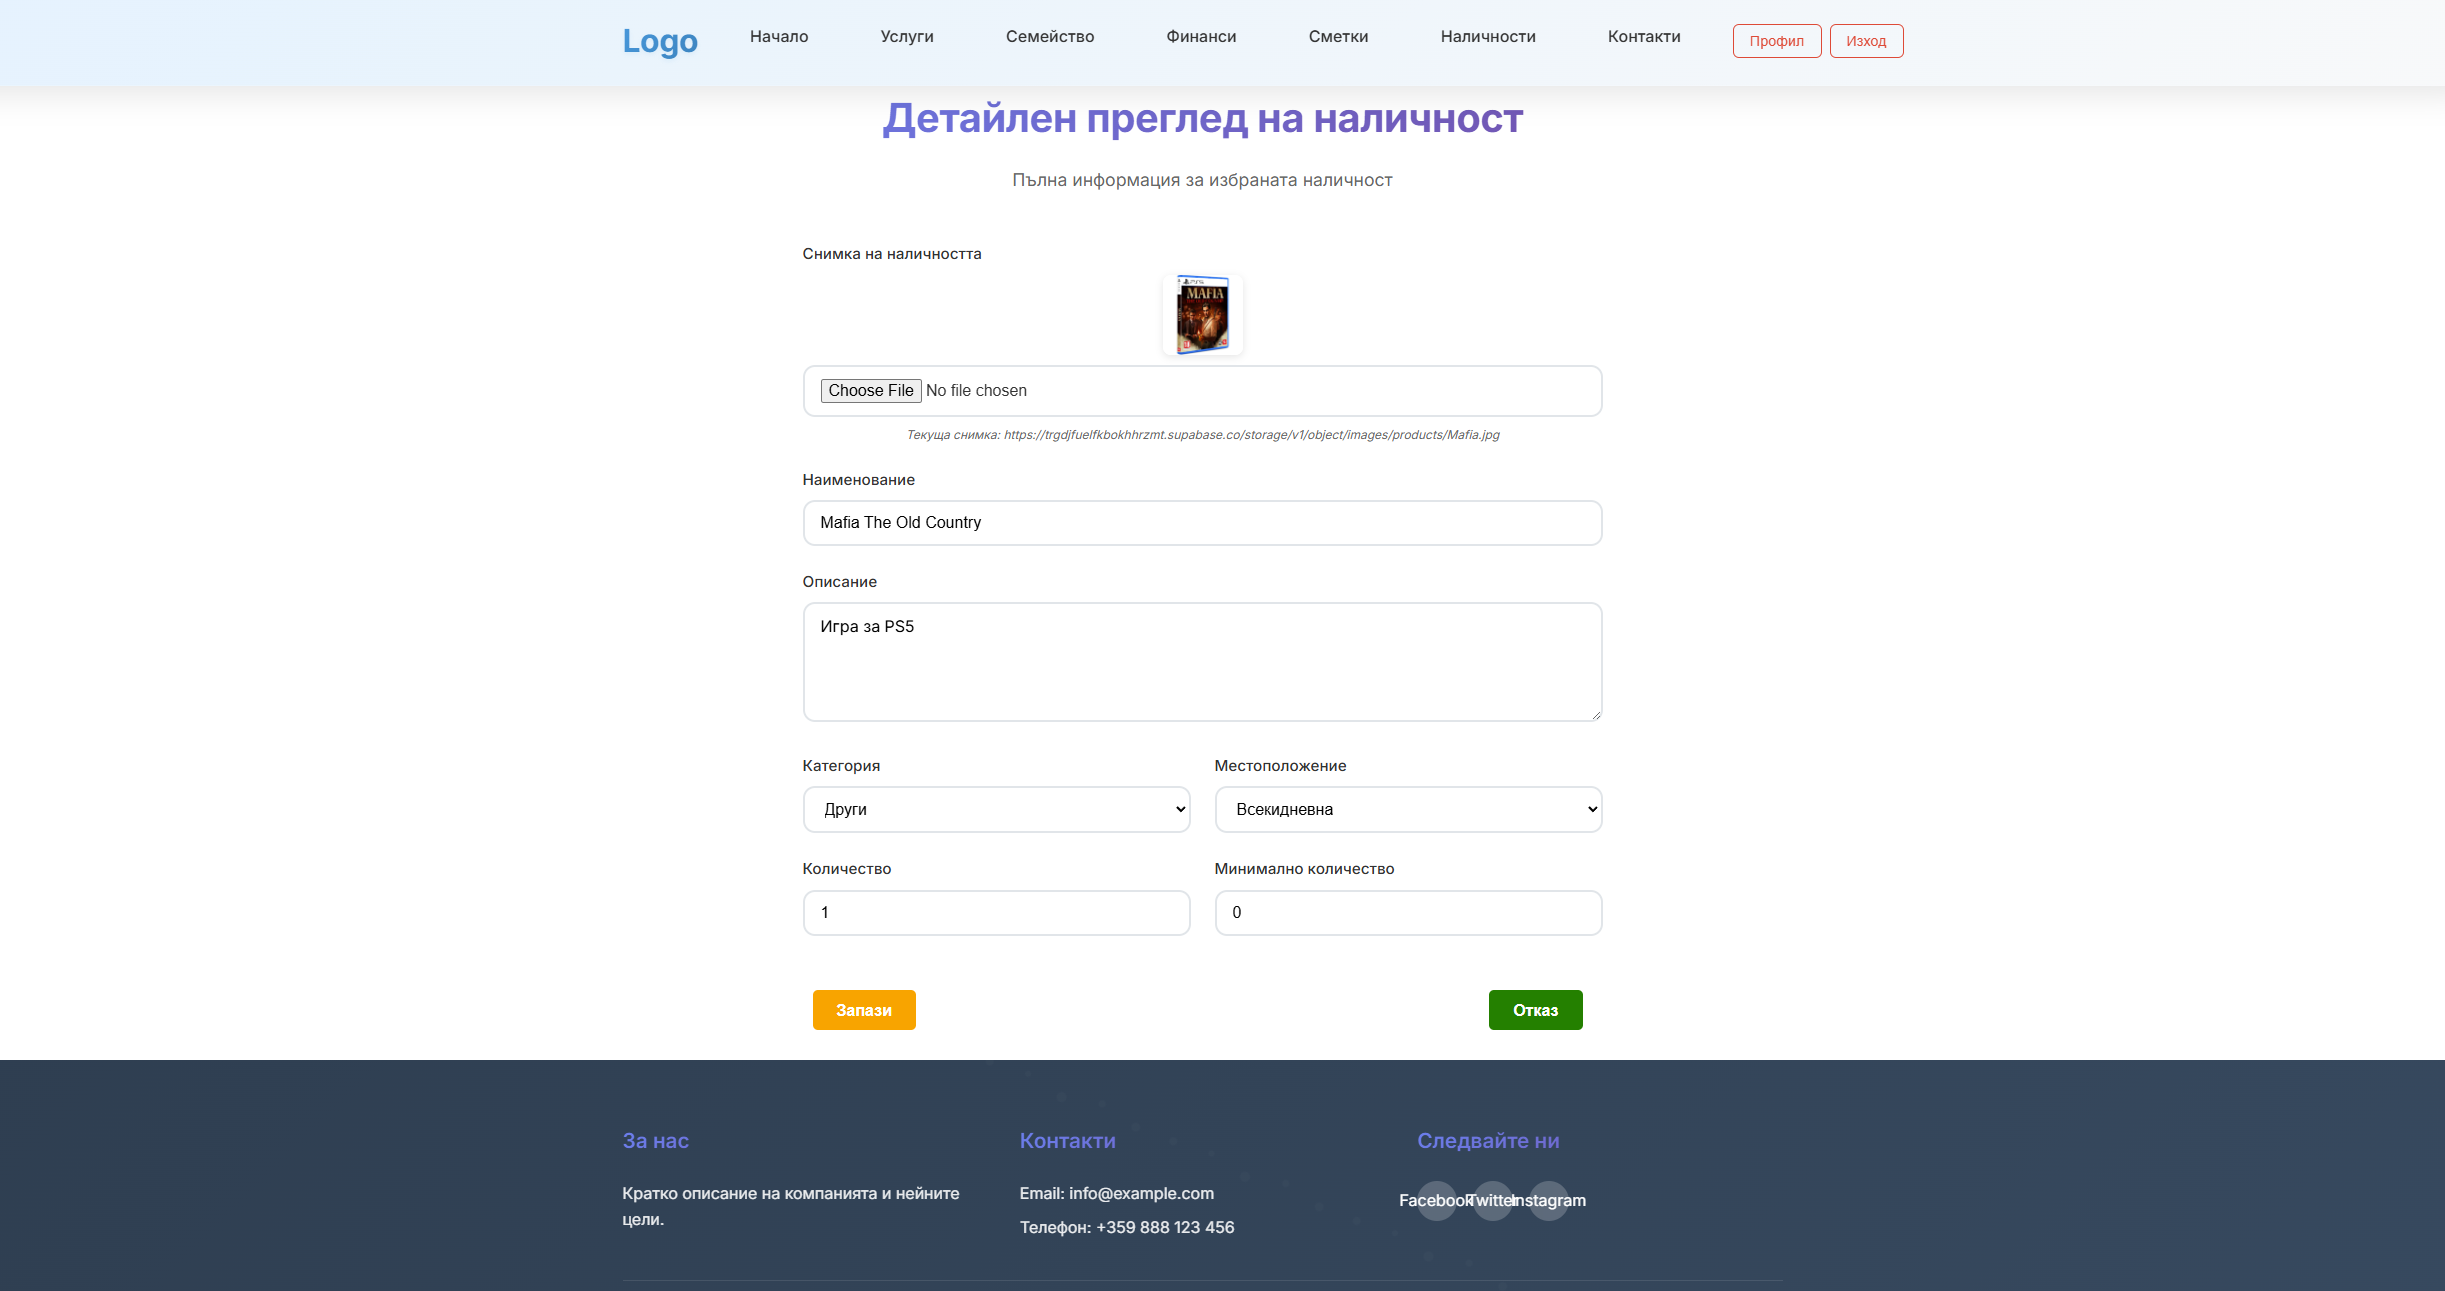 Logo
Начало
Услуги
Семейство
Финанси
Сметки
Наличности
Контакти
Профил
Изход
Детайлен преглед на наличност
Пълна информация за избраната наличност
Снимка на наличността
PS5
MAFIA
Choose File No file chosen
Текуща снимка: https://trgdjfuelfkbokhhrzmt.supabase.co/storage/v1/object/images/products/Mafia.jpg
Наименование
Mafia The Old Country
Описание
Игра за PS5
Категория
Местоположение
Други
Всекидневна
Количество
Минимално количество
1
0
Запази
Отказ
За нас
Кратко описание на компанията и нейните
цели.
Контакти
Email: info@example.com
Телефон: +359 888 123 456
Следвайте ни
Facebook
Twitter
Instagram